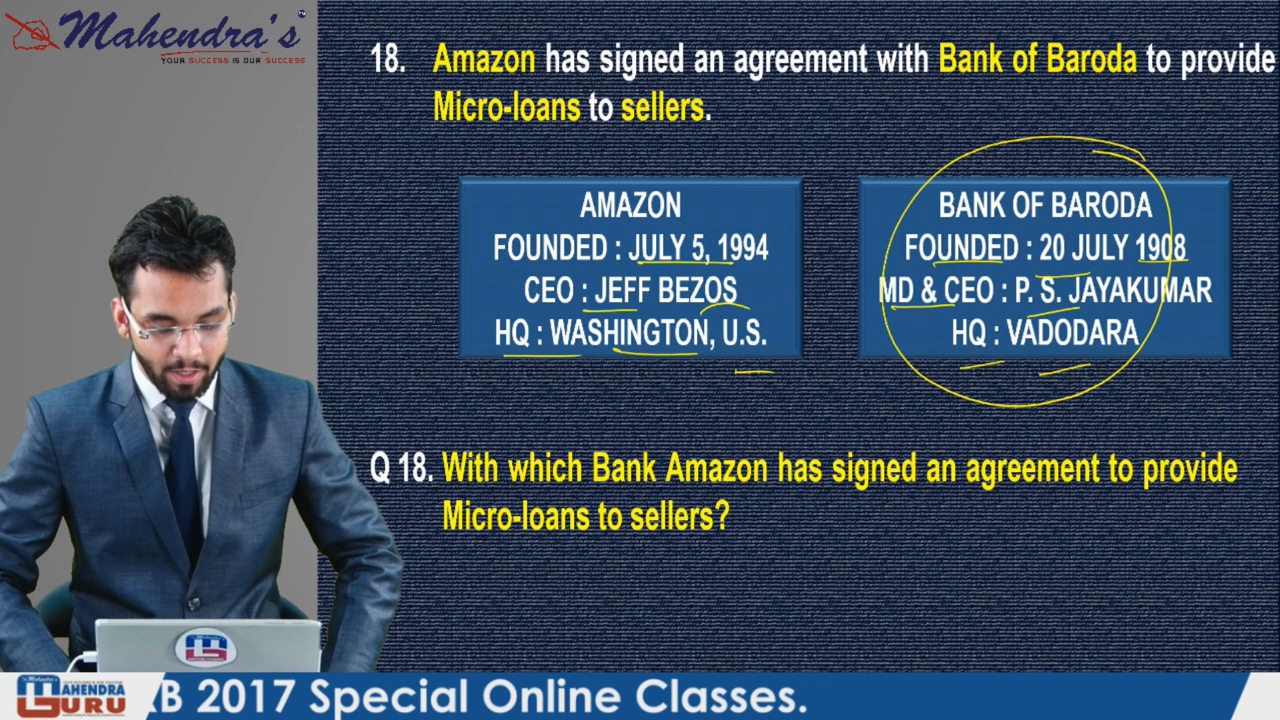 Mahendra's
YOUR SUCCESS IS OUR SUCCESS
18. Amazon has signed an agreement with Bank of Baroda to provide
Micro-loans to sellers.
AMAZON
FOUNDED : JULY 5, 1994
CEO : JEFF BEZOS
HQ : WASHINGTON, U.S.
BANK OF BARODA
FOUNDED : 20 JULY 1908
MD & CEO : P. S. JAYAKUMAR
HQ : VADODARA
Q 18. With which Bank Amazon has signed an agreement to provide
Micro-loans to sellers?
MAHENDRA
GURU
B 2017 Special Online Classes.